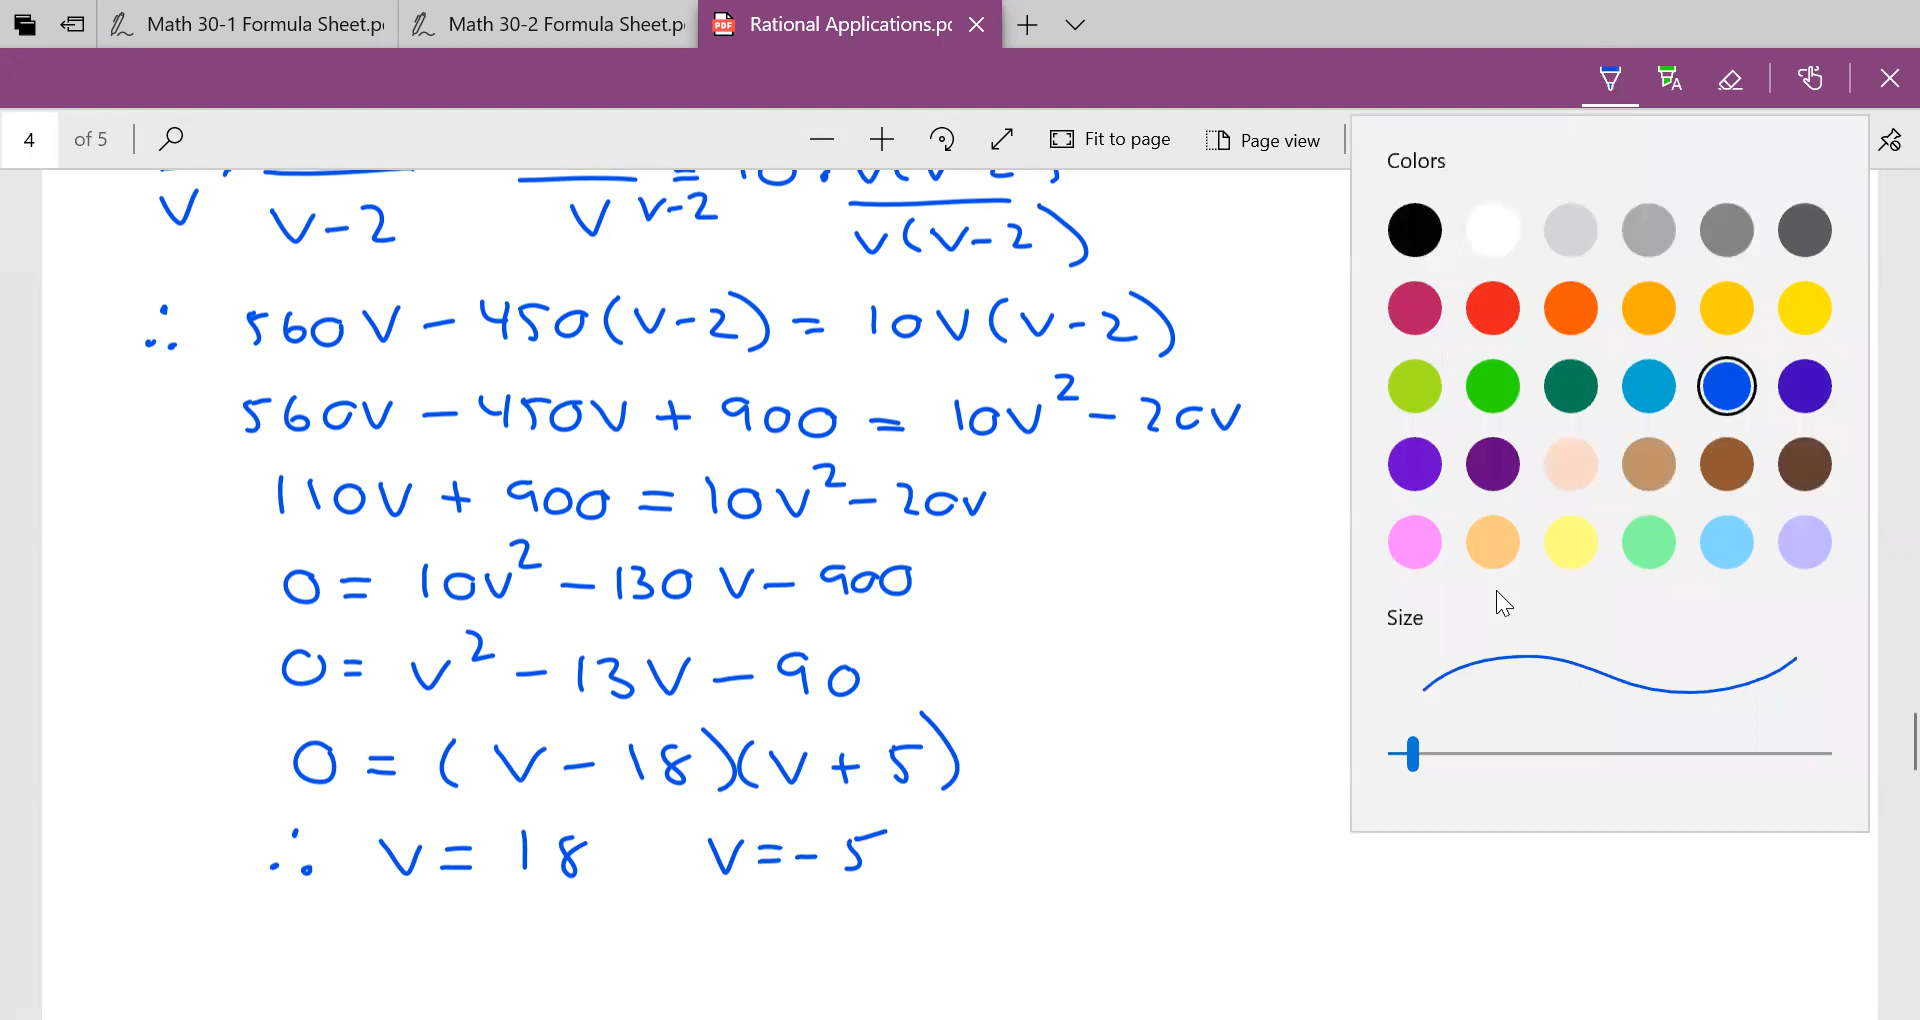 Math 30-1 Formula Sheet.p
Math 30-2 Formula Sheet.p
PDF Rational Applications.pc
4 of 5
Fit to page
Page view
V V-2 V V-2 V(V-2)
∴ 560V - 450(V-2) = 10V(V-2)
560V - 450V + 900 = 10V² - 20V
110V + 900 = 10V² - 20V
0 = 10V² - 130V - 900
0 = V² - 13V - 90
0 = (V - 18)(V + 5)
∴ V = 18 V = -5
Colors
Size